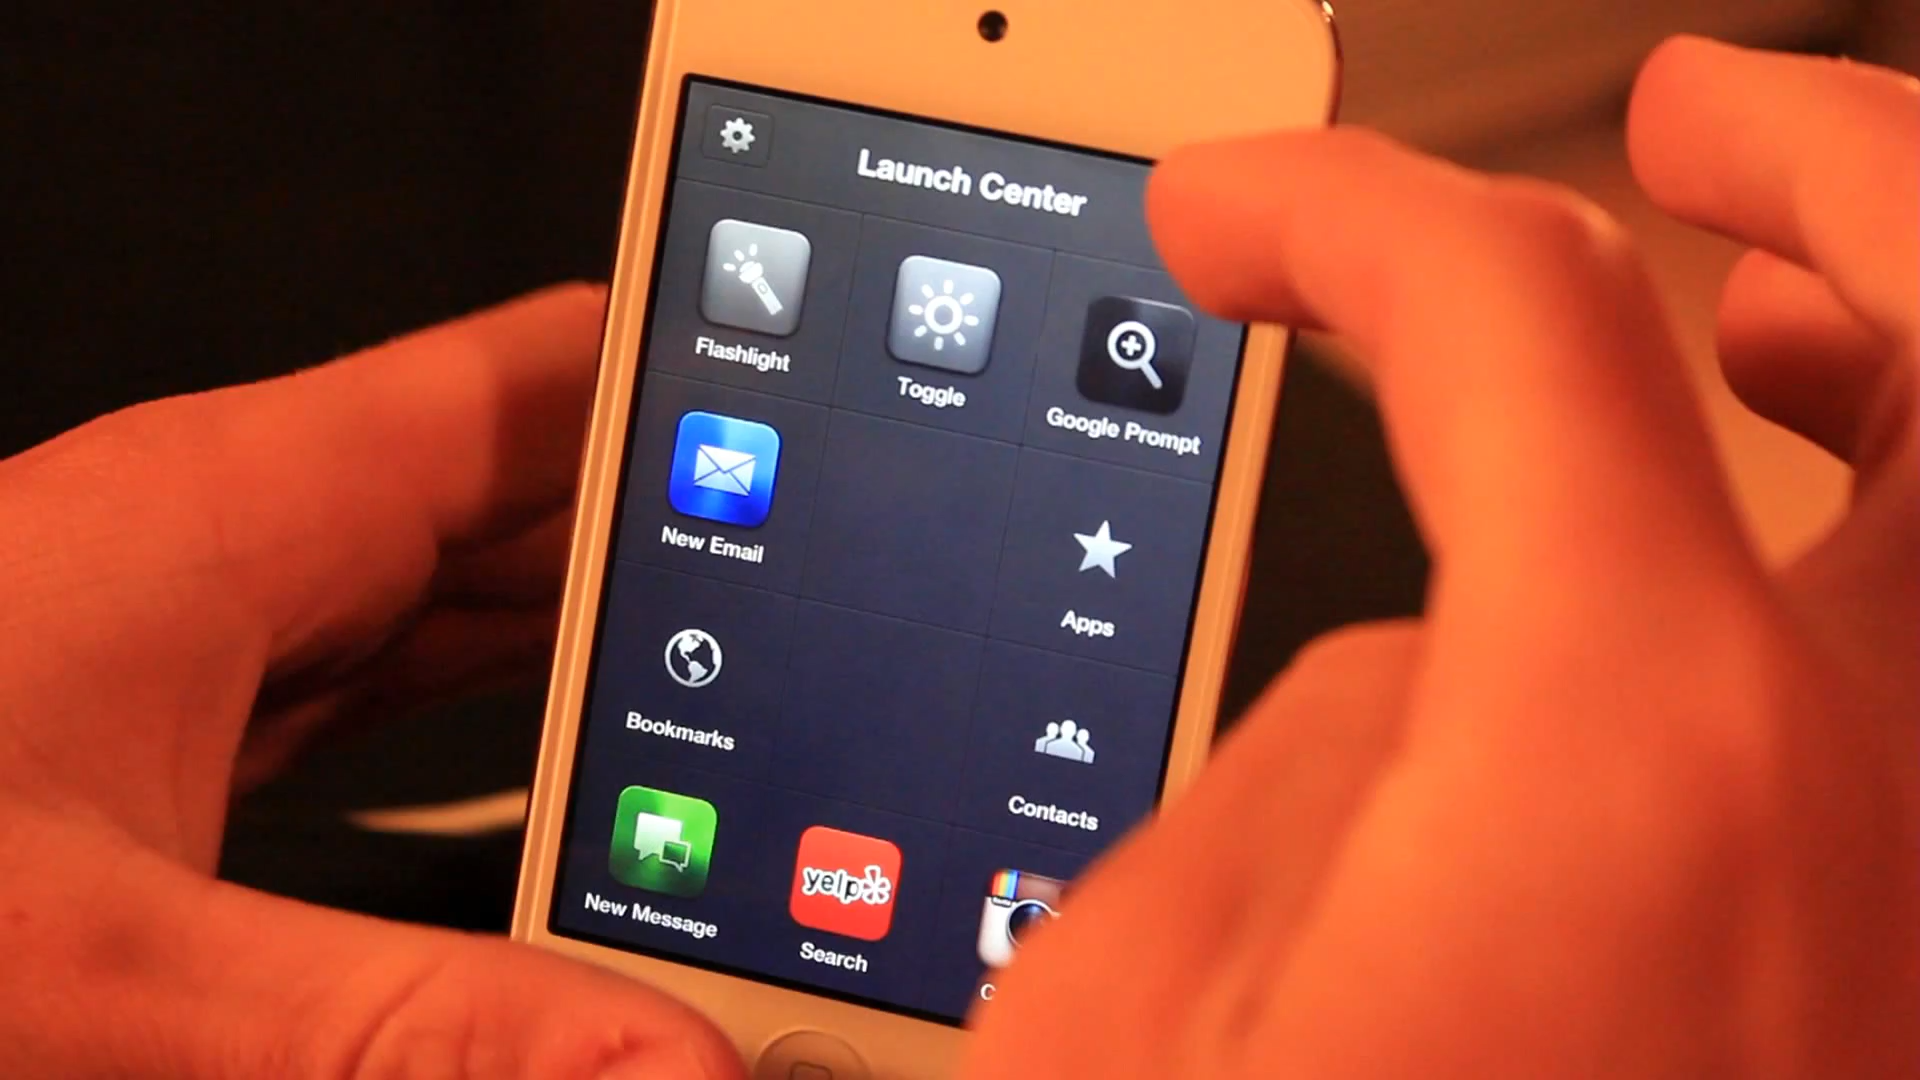 Launch Center
Flashlight
Toggle
Google Prompt
New Email
Apps
Bookmarks
Contacts
New Message
yelp
Search